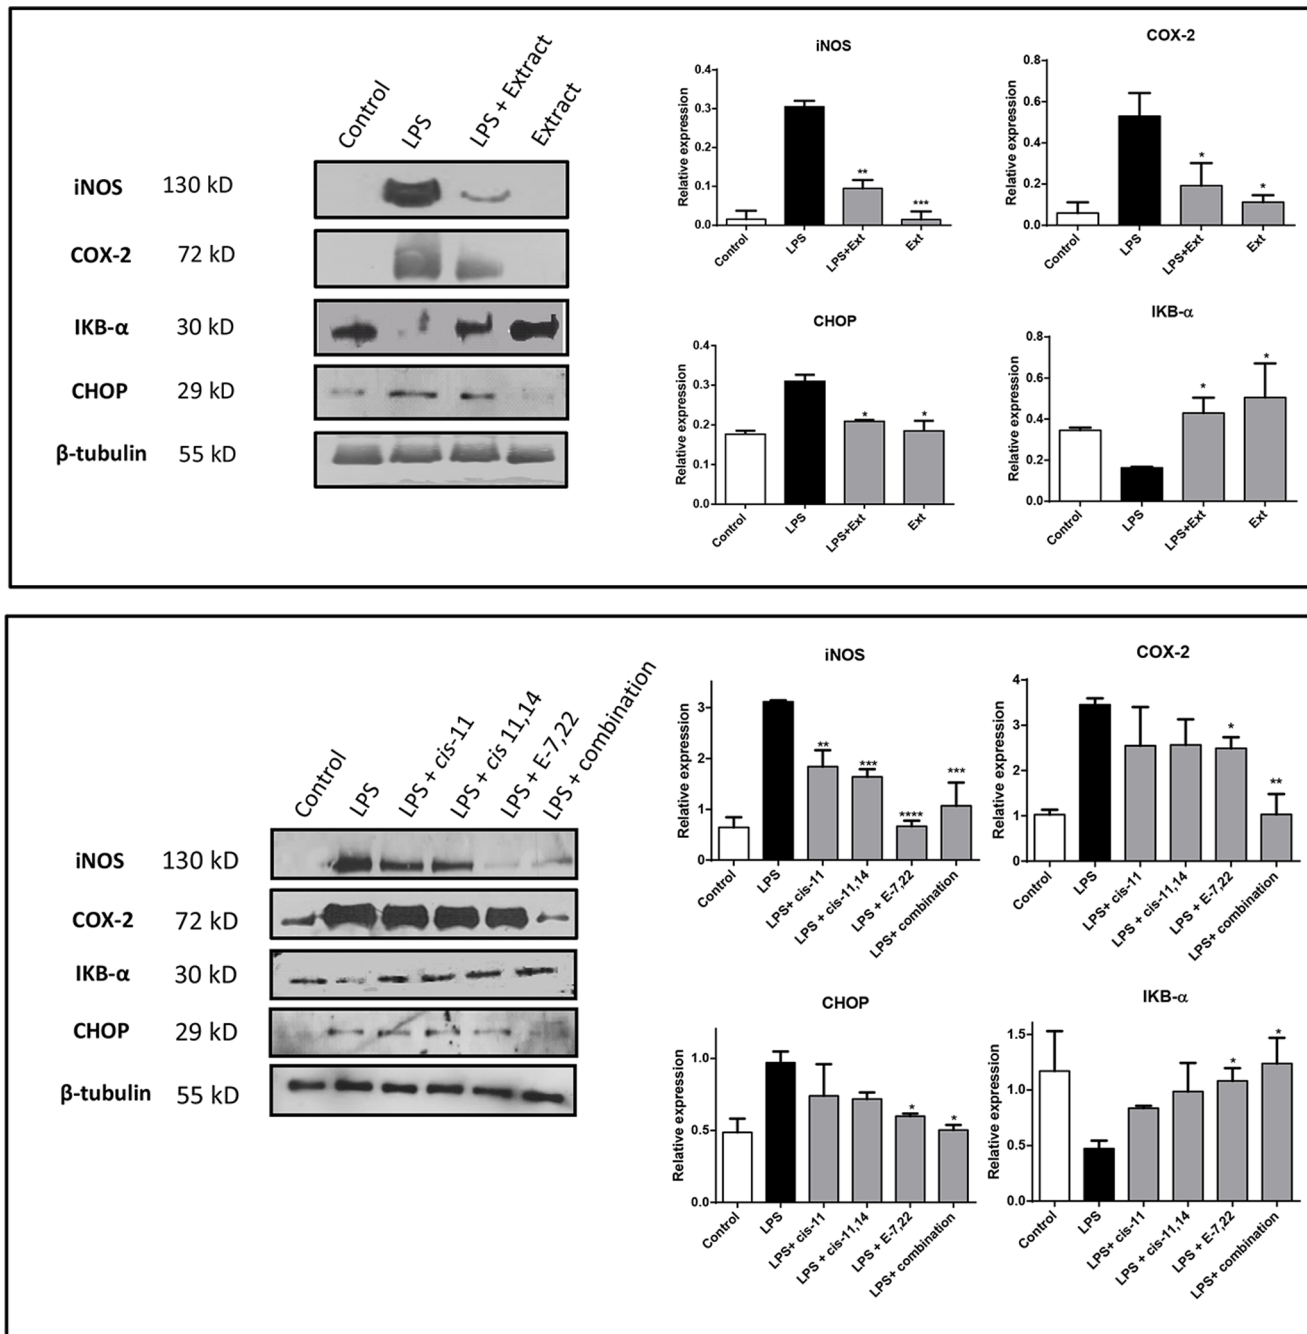 Control
LPS
LPS + Extract
Extract
iNOS 130 kD
COX-2 72 kD
IKB-α 30 kD
CHOP 29 kD
β-tubulin 55 kD
iNOS
Relative expression
0.4
0.3
0.2
0.1
0.0
**
***
Control
LPS
LPS+Ext
Ext
COX-2
Relative expression
0.8
0.6
0.4
0.2
0.0
*
*
Control
LPS
LPS+Ext
Ext
CHOP
Relative expression
0.4
0.3
0.2
0.1
0.0
*
*
Control
LPS
LPS+Ext
Ext
IKB-α
Relative expression
0.8
0.6
0.4
0.2
0.0
*
*
Control
LPS
LPS+Ext
Ext
Control
LPS
LPS + cis-11
LPS + cis 11,14
LPS + E-7,22
LPS + combination
iNOS 130 kD
COX-2 72 kD
IKB-α 30 kD
CHOP 29 kD
β-tubulin 55 kD
iNOS
Relative expression
3
2
1
0
**
***
****
***
Control
LPS
LPS+ cis-11
LPS + cis-11,14
LPS + E-7,22
LPS+ combination
COX-2
Relative expression
4
3
2
1
0
*
**
Control
LPS
LPS+ cis-11
LPS + cis-11,14
LPS + E-7,22
LPS+ combination
CHOP
Relative expression
1.0
0.5
0.0
*
*
Control
LPS
LPS+ cis-11
LPS + cis-11,14
LPS + E-7,22
LPS+ combination
IKB-α
Relative expression
1.5
1.0
0.5
0.0
*
*
Control
LPS
LPS+ cis-11
LPS + cis-11,14
LPS + E-7,22
LPS+ combination